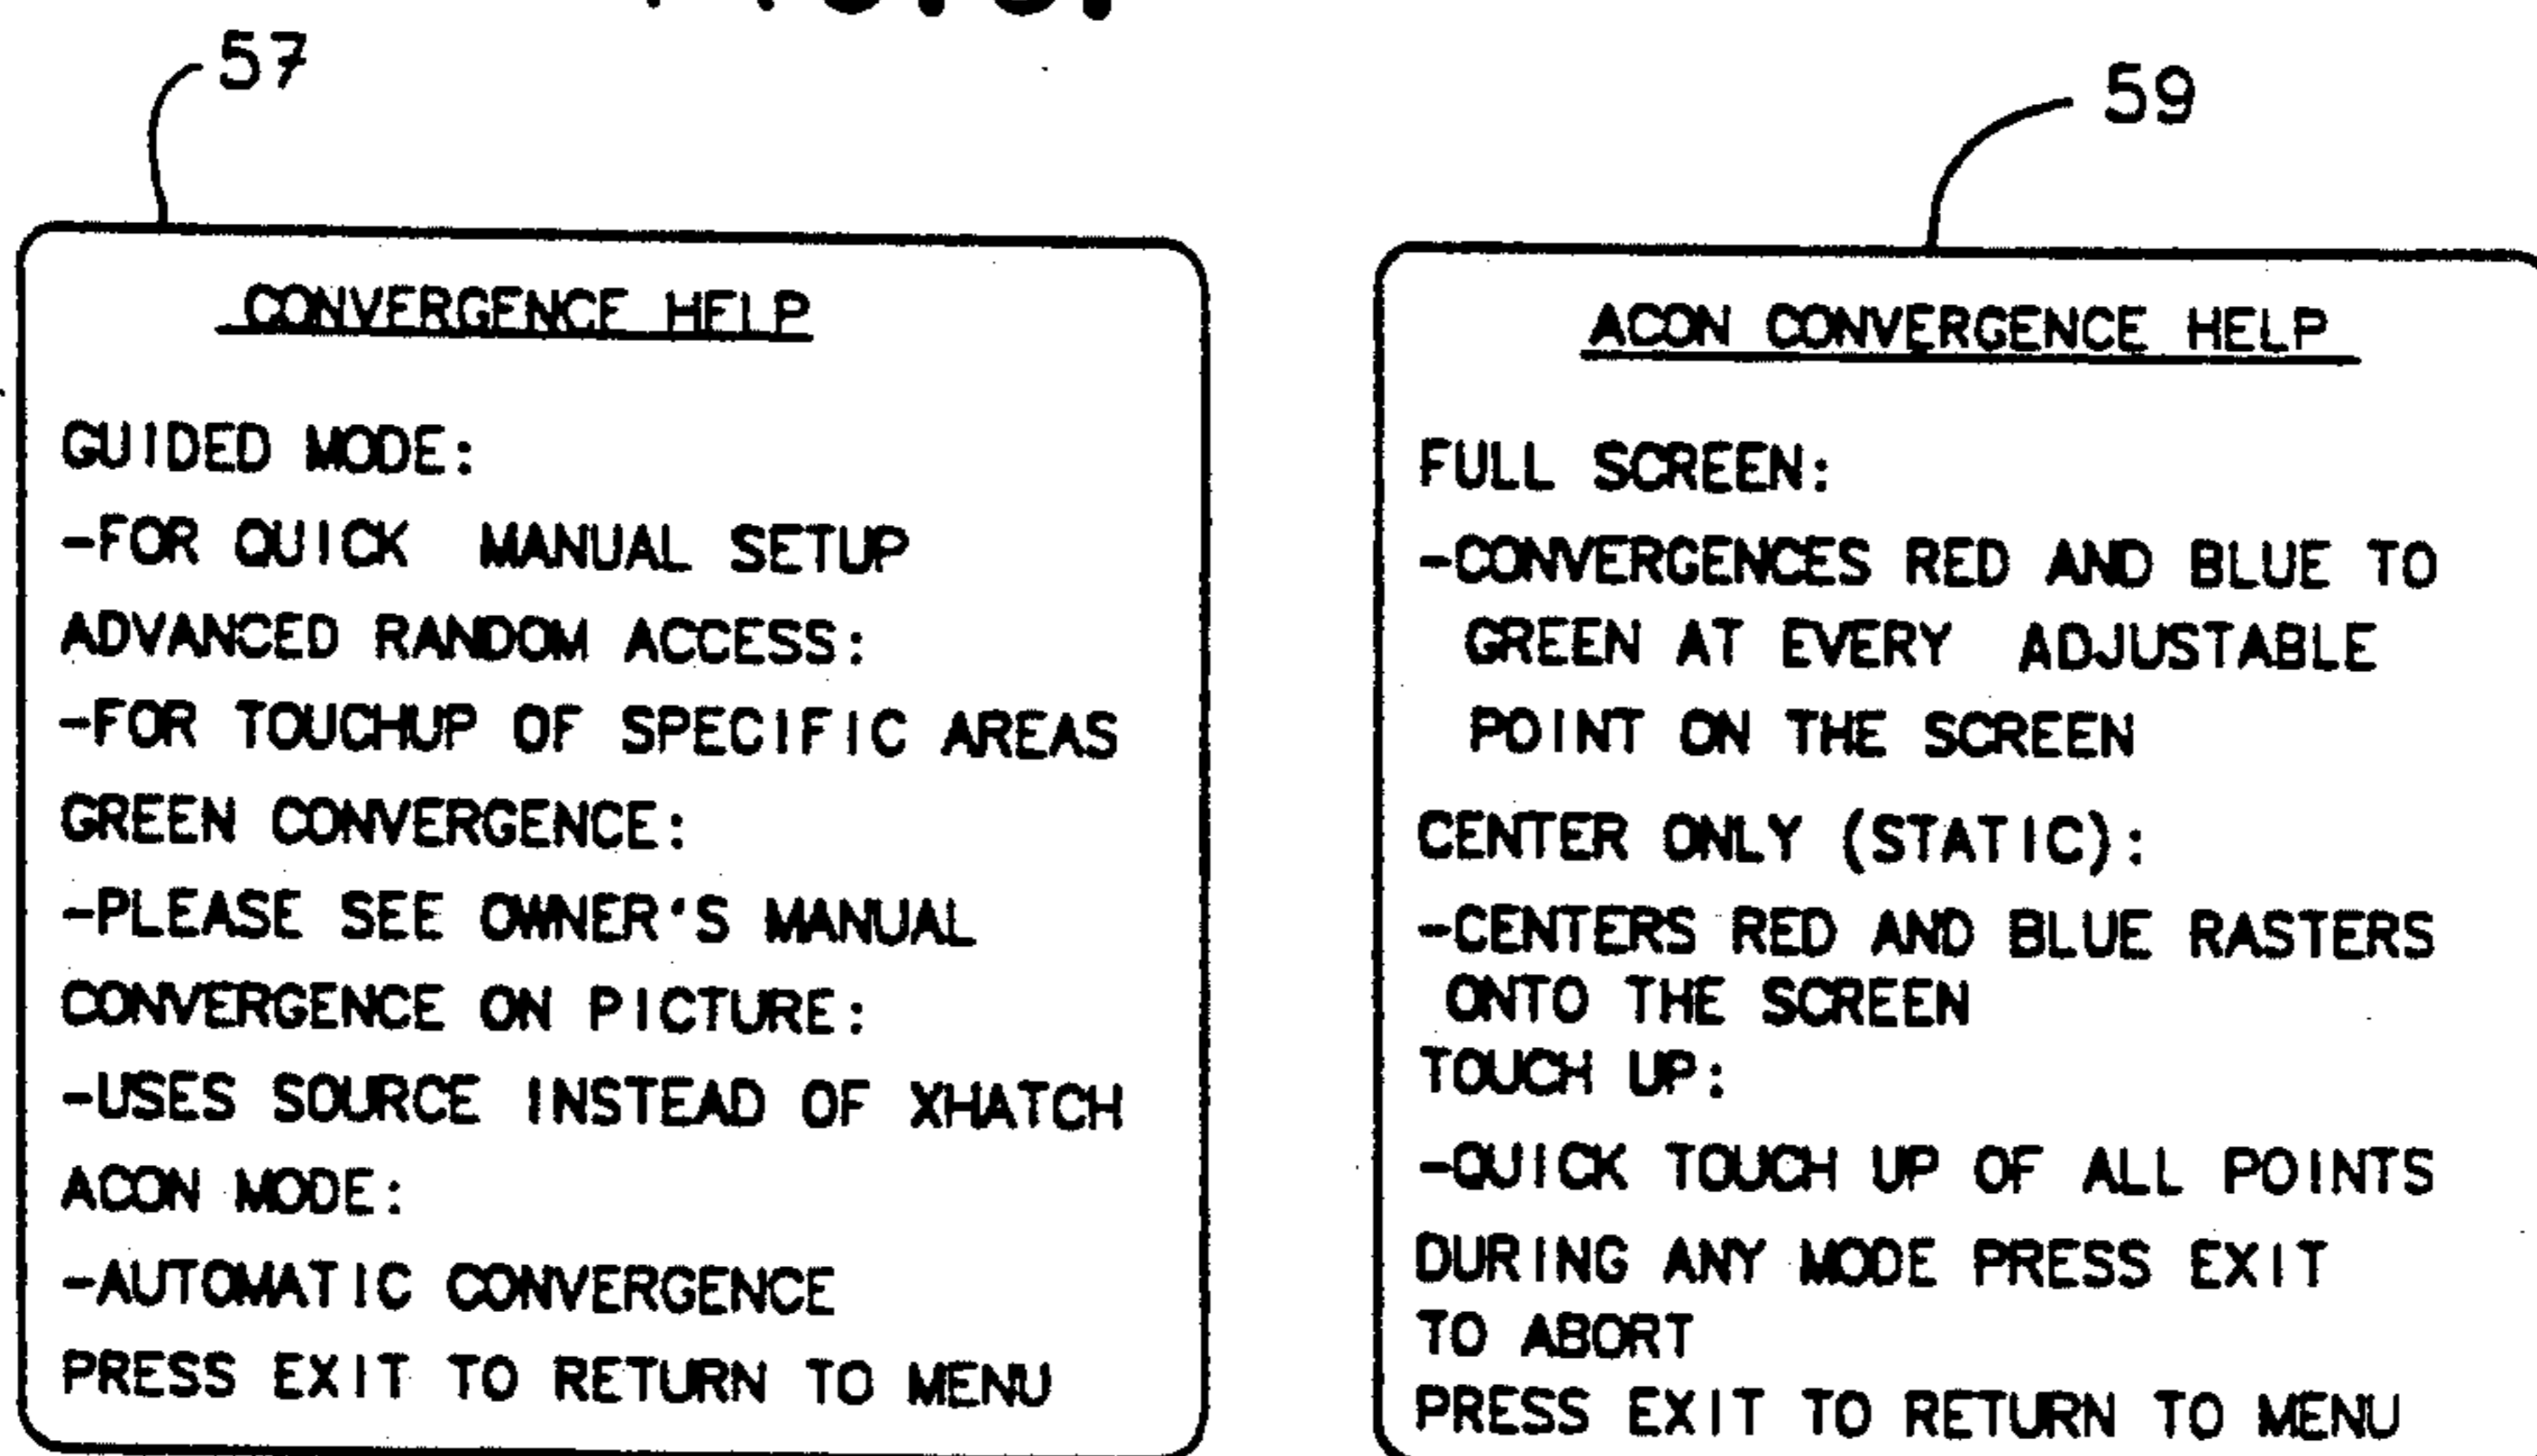 57
CONVERGENCE HELP
GUIDED MODE:
-FOR QUICK MANUAL SETUP
ADVANCED RANDOM ACCESS:
-FOR TOUCHUP OF SPECIFIC AREAS
GREEN CONVERGENCE:
-PLEASE SEE OWNER'S MANUAL
CONVERGENCE ON PICTURE:
-USES SOURCE INSTEAD OF XHATCH
ACON MODE:
-AUTOMATIC CONVERGENCE
PRESS EXIT TO RETURN TO MENU
59
ACON CONVERGENCE HELP
FULL SCREEN:
-CONVERGENCES RED AND BLUE TO
GREEN AT EVERY ADJUSTABLE
POINT ON THE SCREEN
CENTER ONLY (STATIC):
-CENTERS RED AND BLUE RASTERS
ONTO THE SCREEN
TOUCH UP:
-QUICK TOUCH UP OF ALL POINTS
DURING ANY MODE PRESS EXIT
TO ABORT
PRESS EXIT TO RETURN TO MENU